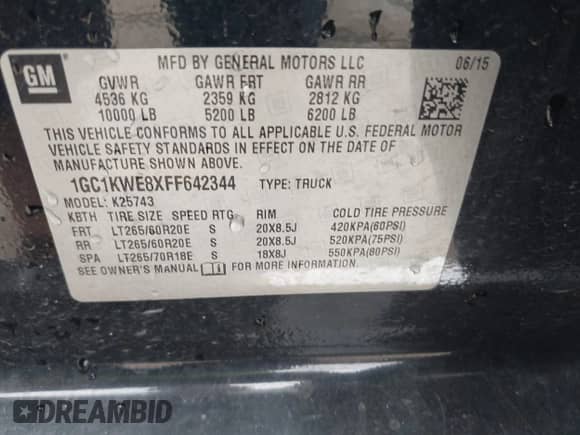 GM
MFD BY GENERAL MOTORS LLC 06/15
GVWR GAWR FRT GAWR RR
4536 KG 2359 KG 2812 KG
10000 LB 5200 LB 6200 LB
THIS VEHICLE CONFORMS TO ALL APPLICABLE U.S. FEDERAL MOTOR
VEHICLE SAFETY STANDARDS IN EFFECT ON THE DATE OF
MANUFACTURE SHOWN ABOVE.
1GC1KWE8XFF642344 TYPE: TRUCK
MODEL: K25743
KBTH TIRE SIZE SPEED RTG RIM COLD TIRE PRESSURE
FRT LT265/60R20E S 20X8.5J 420KPA(60PSI)
RR LT265/60R20E S 20X8.5J 520KPA(75PSI)
SPA LT265/70R18E S 18X8J 550KPA(80PSI)
SEE OWNER'S MANUAL FOR MORE INFORMATION.
DREAMBID